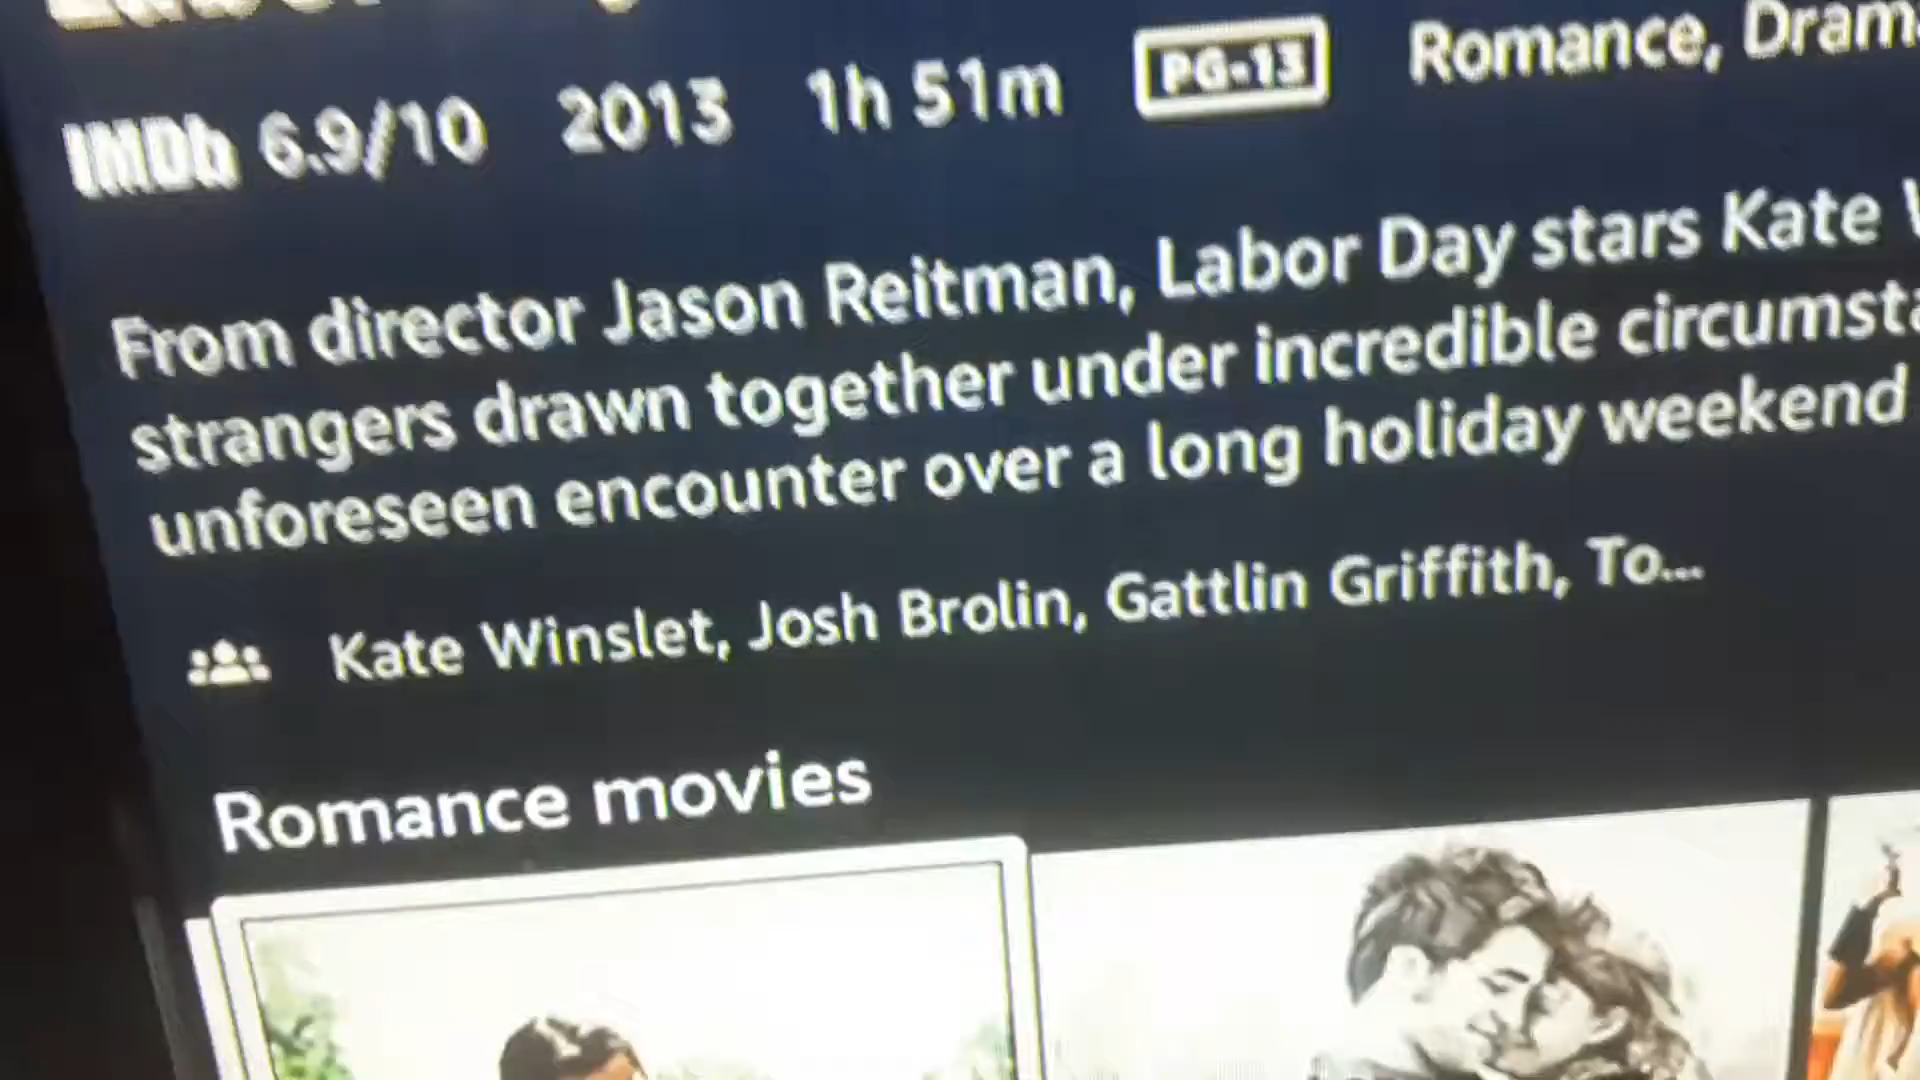 IMDb 6.9/10 2013 1h 51m PG-13 Romance,
From director Jason Reitman, Labor Day stars Kate
strangers drawn together under incredible
unforeseen encounter over a long holiday weekend
Kate Winslet, Josh Brolin, Gattlin Griffith, To...
Romance movies